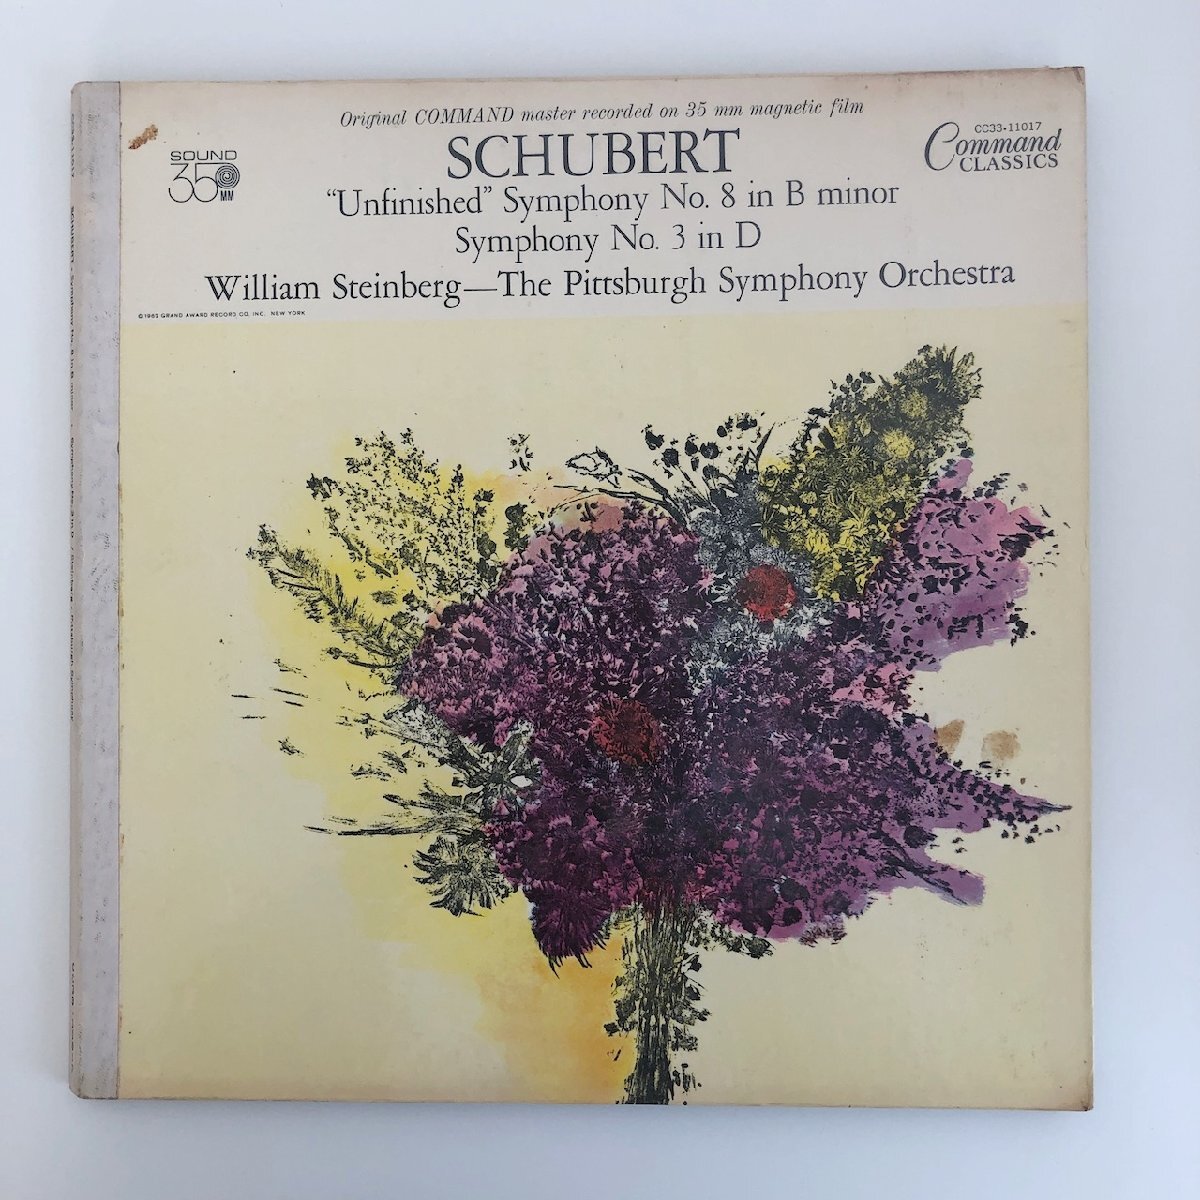 Original COMMAND master recorded on 35 mm magnetic film
SCHUBERT
SOUND
35
MM
CC33-11017
Command
CLASSICS
"Unfinished" Symphony No. 8 in B minor
Symphony No. 3 in D
William Steinberg—The Pittsburgh Symphony Orchestra
GRAND AWARD RECORD CO. INC. NEW YORK